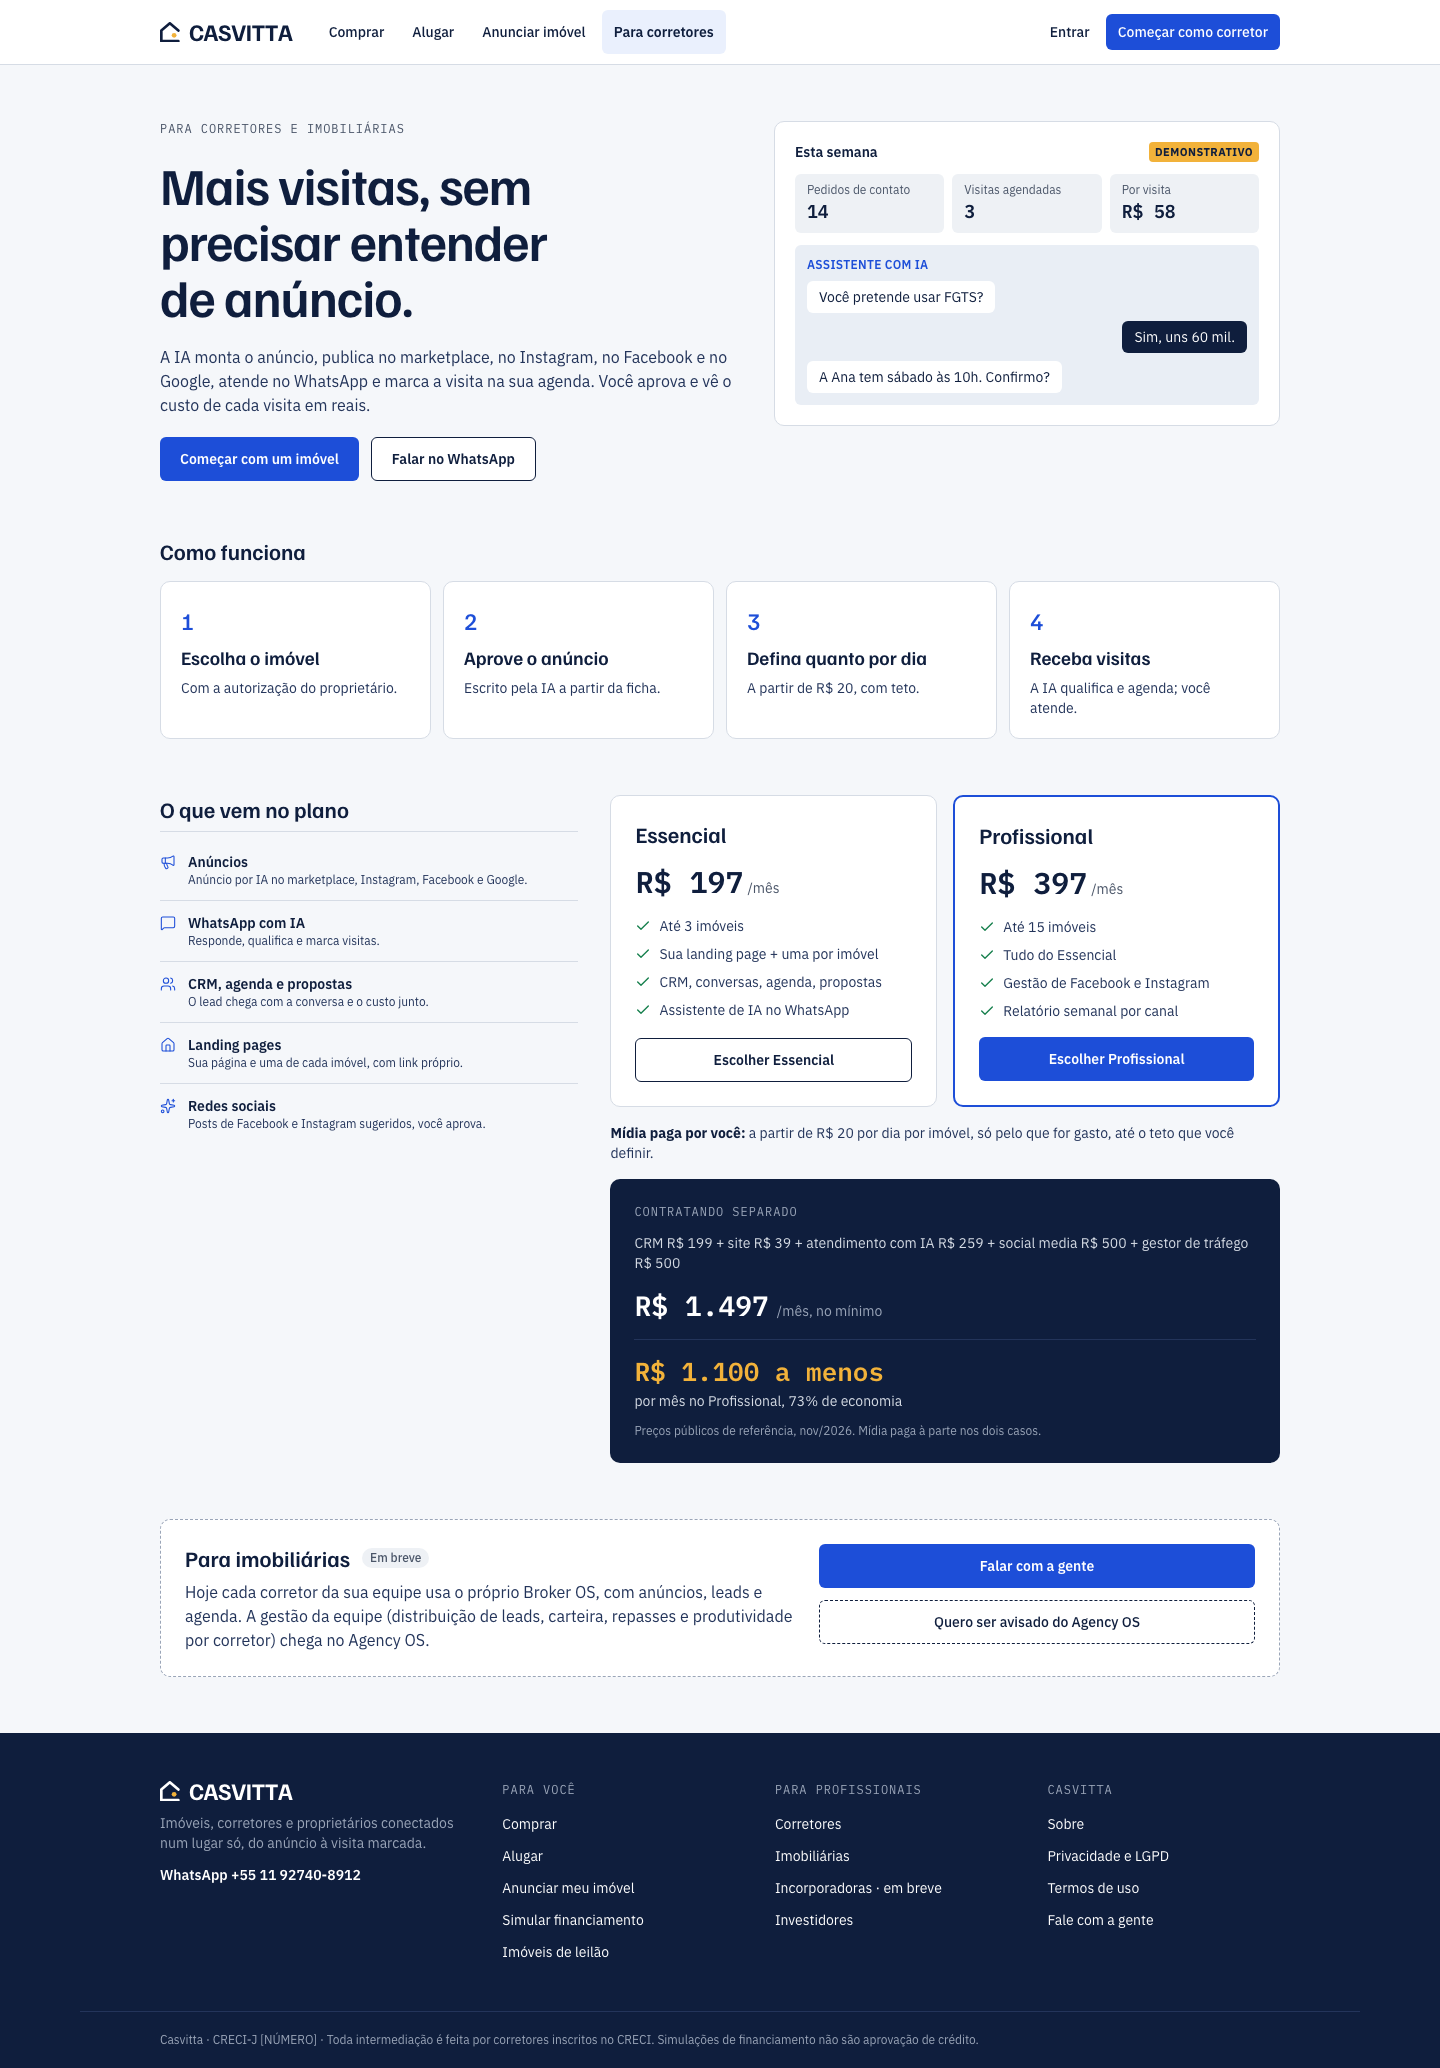 CASVITTA
Comprar
Alugar
Anunciar imóvel
Para corretores
Entrar
Começar como corretor
PARA CORRETORES E IMOBILIÁRIAS
Mais visitas, sem
precisar entender
de anúncio.
A IA monta o anúncio, publica no marketplace, no Instagram, no Facebook e no
Google, atende no WhatsApp e marca a visita na sua agenda. Você aprova e vê o
custo de cada visita em reais.
Começar com um imóvel
Falar no WhatsApp
Esta semana
DEMONSTRATIVO
Pedidos de contato
14
Visitas agendadas
3
Por visita
R$ 58
ASSISTENTE COM IA
Você pretende usar FGTS?
Sim, uns 60 mil.
A Ana tem sábado às 10h. Confirmo?
Como funciona
1
Escolha o imóvel
Com a autorização do proprietário.
2
Aprove o anúncio
Escrito pela IA a partir da ficha.
3
Defina quanto por dia
A partir de R$ 20, com teto.
4
Receba visitas
A IA qualifica e agenda; você
atende.
O que vem no plano
Anúncios
Anúncio por IA no marketplace, Instagram, Facebook e Google.
WhatsApp com IA
Responde, qualifica e marca visitas.
CRM, agenda e propostas
O lead chega com a conversa e o custo junto.
Landing pages
Sua página e uma de cada imóvel, com link próprio.
Redes sociais
Posts de Facebook e Instagram sugeridos, você aprova.
Essencial
R$ 197 /mês
Até 3 imóveis
Sua landing page + uma por imóvel
CRM, conversas, agenda, propostas
Assistente de IA no WhatsApp
Escolher Essencial
Profissional
R$ 397 /mês
Até 15 imóveis
Tudo do Essencial
Gestão de Facebook e Instagram
Relatório semanal por canal
Escolher Profissional
Mídia paga por você: a partir de R$ 20 por dia por imóvel, só pelo que for gasto, até o teto que você
definir.
CONTRATANDO SEPARADO
CRM R$ 199 + site R$ 39 + atendimento com IA R$ 259 + social media R$ 500 + gestor de tráfego
R$ 500
R$ 1.497 /mês, no mínimo
R$ 1.100 a menos
por mês no Profissional, 73% de economia
Preços públicos de referência, nov/2026. Mídia paga à parte nos dois casos.
Para imobiliárias
Em breve
Hoje cada corretor da sua equipe usa o próprio Broker OS, com anúncios, leads e
agenda. A gestão da equipe (distribuição de leads, carteira, repasses e produtividade
por corretor) chega no Agency OS.
Falar com a gente
Quero ser avisado do Agency OS
CASVITTA
Imóveis, corretores e proprietários conectados
num lugar só, do anúncio à visita marcada.
WhatsApp +55 11 92740-8912
PARA VOCÊ
Comprar
Alugar
Anunciar meu imóvel
Simular financiamento
Imóveis de leilão
PARA PROFISSIONAIS
Corretores
Imobiliárias
Incorporadoras · em breve
Investidores
CASVITTA
Sobre
Privacidade e LGPD
Termos de uso
Fale com a gente
Casvitta · CRECI-J [NÚMERO] · Toda intermediação é feita por corretores inscritos no CRECI. Simulações de financiamento não são aprovação de crédito.